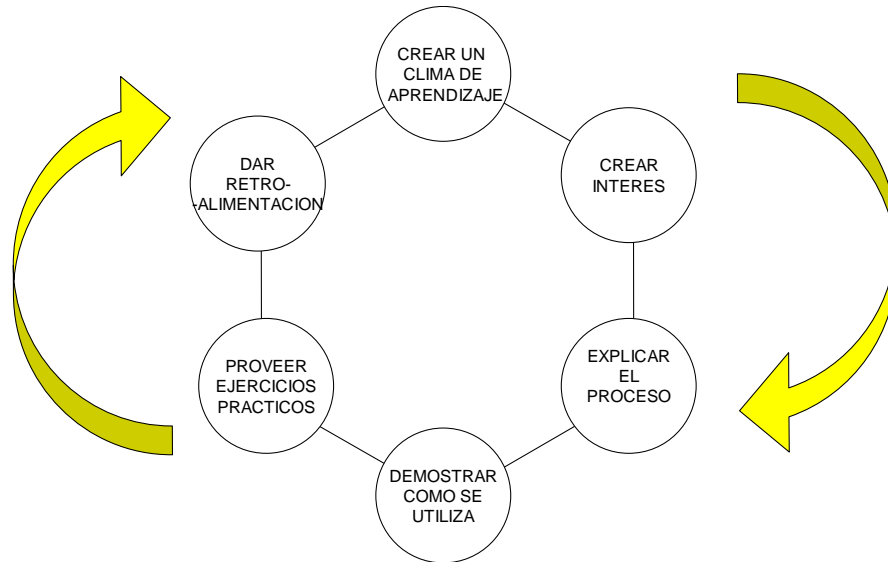 CREAR UN
CLIMA DE
APRENDIZAJE
CREAR
INTERES
EXPLICAR
EL
PROCESO
DEMOSTRAR
COMO SE
UTILIZA
PROVEER
EJERCICIOS
PRACTICOS
DAR
RETRO-
-ALIMENTACION